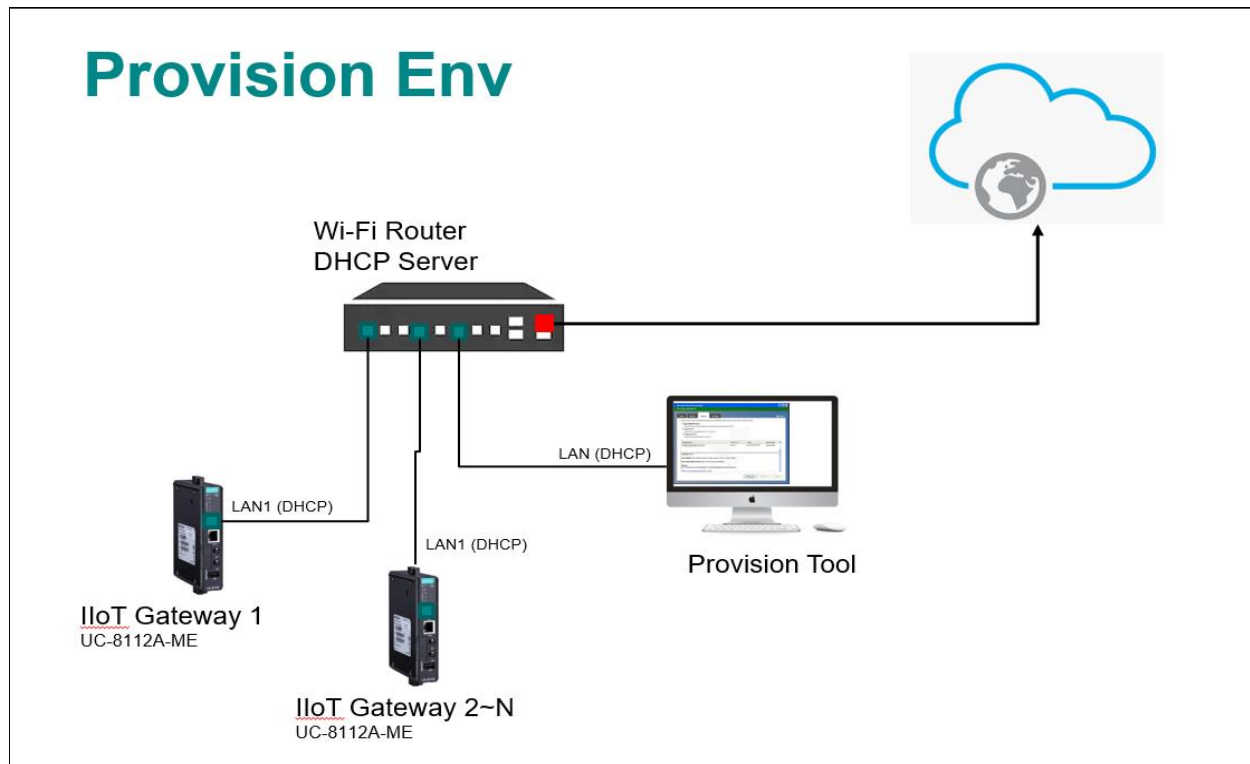 Provision Env
Wi-Fi Router
DHCP Server
LAN (DHCP)
LAN1 (DHCP)
LAN1 (DHCP)
Provision Tool
IIoT Gateway 1
UC-8112A-ME
IIoT Gateway 2~N
UC-8112A-ME